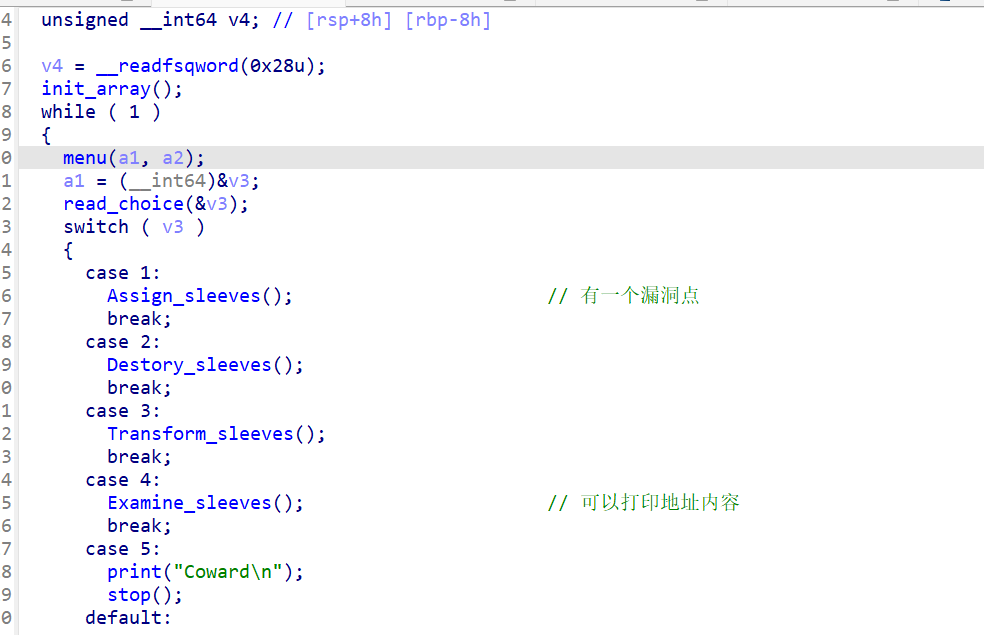 4 unsigned __int64 v4; // [rsp+8h] [rbp-8h]
5
6 v4 = __readfsqword(0x28u);
7 init_array();
8 while ( 1 )
9 {
0 menu(a1, a2);
1 a1 = (__int64)&v3;
2 read_choice(&v3);
3 switch ( v3 )
4 {
5 case 1:
6 Assign_sleeves(); // 有一个漏洞点
7 break;
8 case 2:
9 Destory_sleeves();
0 break;
1 case 3:
2 Transform_sleeves();
3 break;
4 case 4:
5 Examine_sleeves(); // 可以打印地址内容
6 break;
7 case 5:
8 print("Coward\n");
9 stop();
0 default: